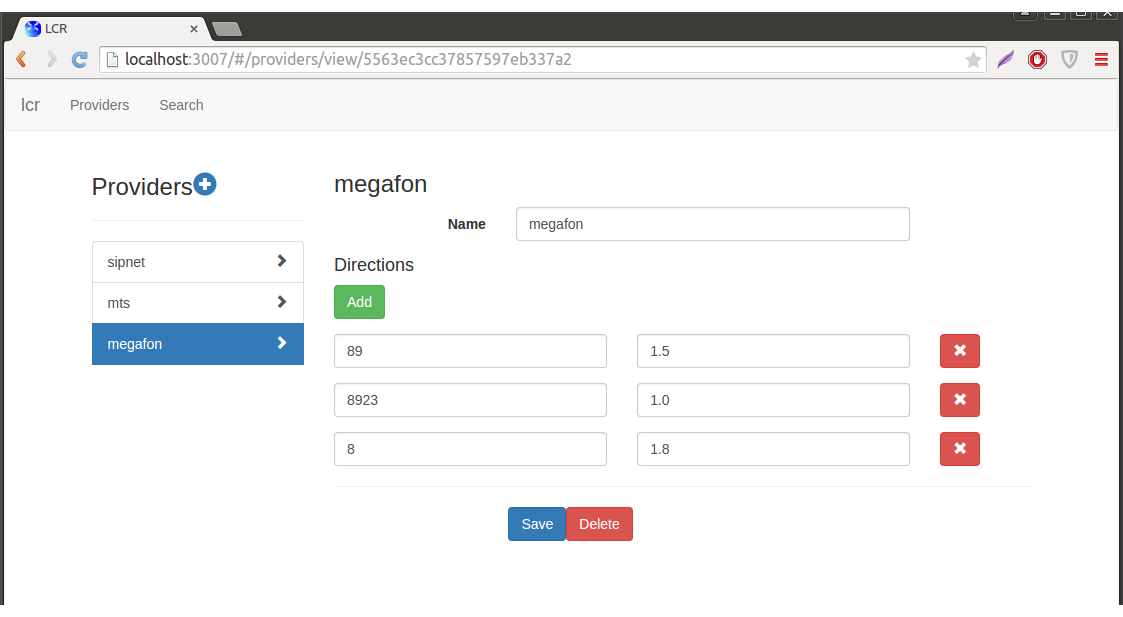 LCR
localhost:3007/#/providers/view/5563ec3cc37857597eb337a2
lcr Providers Search
Providers
sipnet
mts
megafon
megafon
Name megafon
Directions
Add
89 1.5
8923 1.0
8 1.8
Save Delete